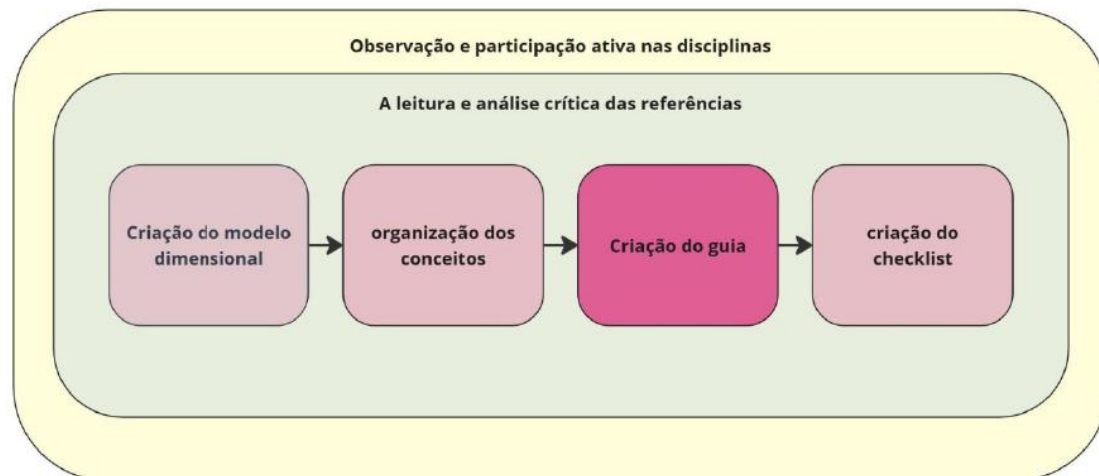 Observação e participação ativa nas disciplinas
A leitura e análise crítica das referências
Criação do modelo
dimensional
organização dos
conceitos
Criação do guia
criação do
checklist